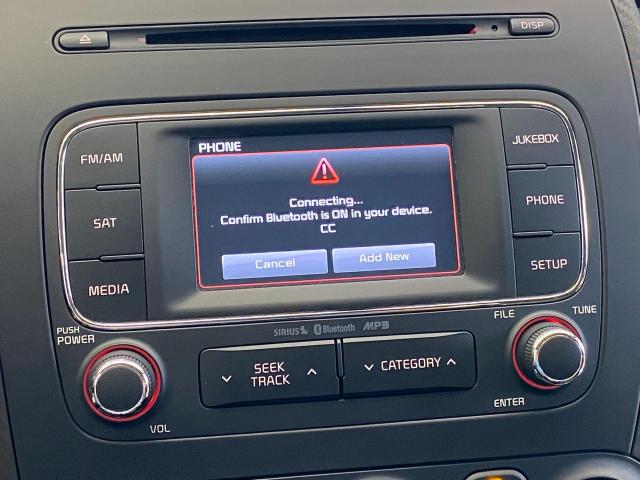 DISP
FM/AM
SAT
MEDIA
PHONE
Connecting...
Confirm Bluetooth is ON in your device.
CC
Cancel
Add New
JUKEBOX
PHONE
SETUP
SIRIUS Bluetooth MP3
PUSH
POWER
VOL
SEEK
TRACK
CATEGORY
FILE
TUNE
ENTER